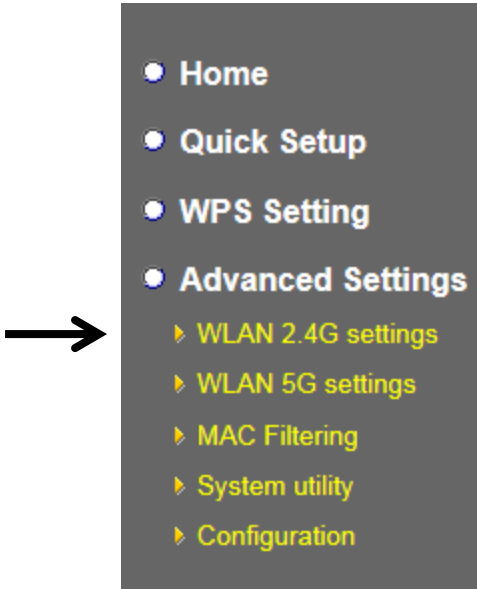 Home
Quick Setup
WPS Setting
Advanced Settings
WLAN 2.4G settings
WLAN 5G settings
MAC Filtering
System utility
Configuration